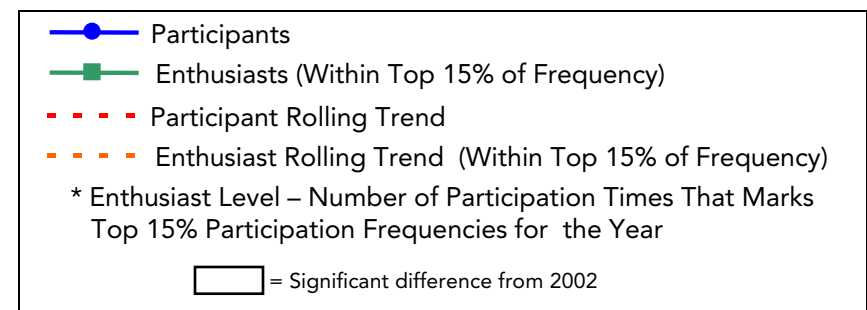 Participants
Enthusiasts (Within Top 15% of Frequency)
Participant Rolling Trend
Enthusiast Rolling Trend (Within Top 15% of Frequency)
* Enthusiast Level – Number of Participation Times That Marks
Top 15% Participation Frequencies for the Year
= Significant difference from 2002